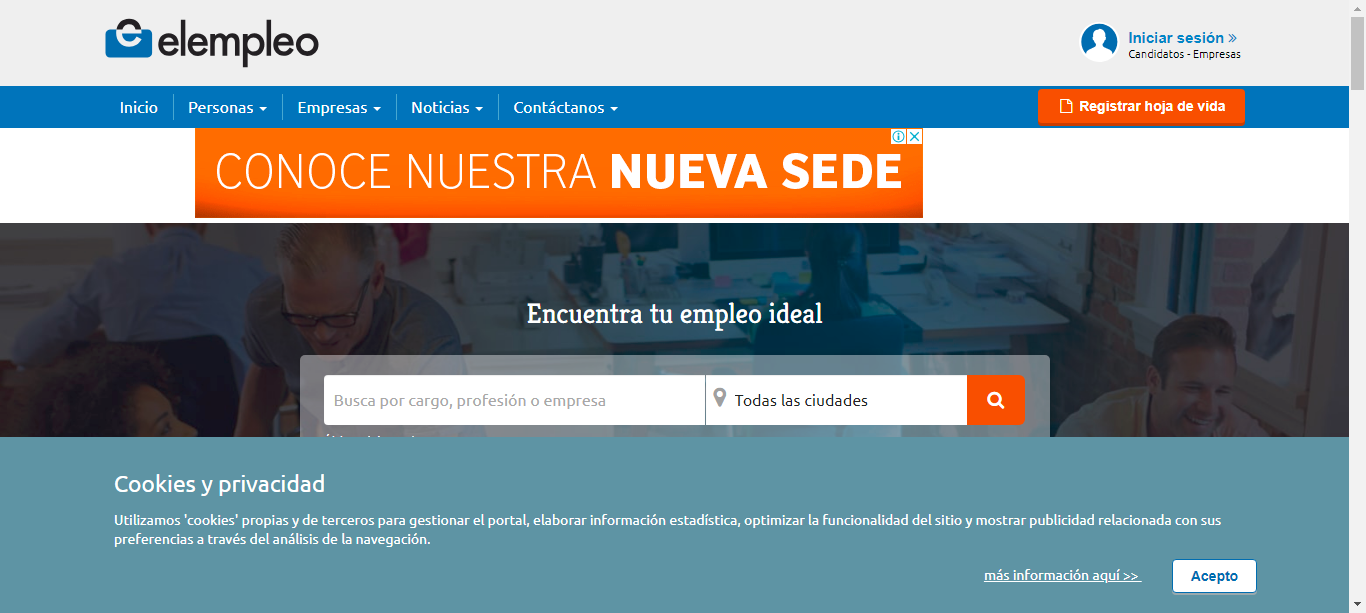 elempleo
Iniciar sesión »
Candidatos - Empresas
Inicio
Personas
Empresas
Noticias
Contáctanos
Registrar hoja de vida
CONOCE NUESTRA NUEVA SEDE
Encuentra tu empleo ideal
Busca por cargo, profesión o empresa
Todas las ciudades
Cookies y privacidad
Utilizamos 'cookies' propias y de terceros para gestionar el portal, elaborar información estadística, optimizar la funcionalidad del sitio y mostrar publicidad relacionada con sus
preferencias a través del análisis de la navegación.
más información aquí >>
Acepto